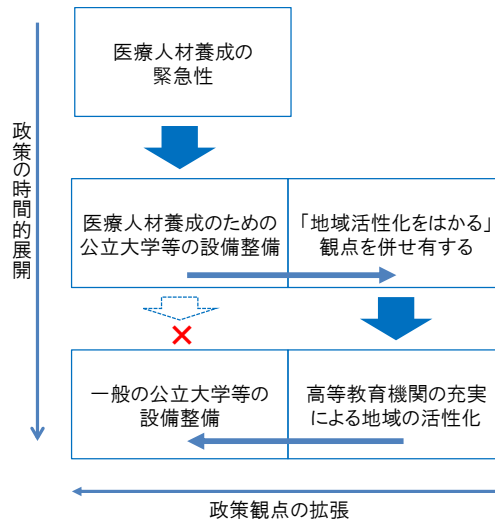 医療人材養成の
緊急性
政策の時間的展開
医療人材養成のための
公立大学等の設備整備
「地域活性化をはかる」
観点を併せ有する
一般の公立大学等の
設備整備
高等教育機関の充実
による地域の活性化
政策観点の拡張